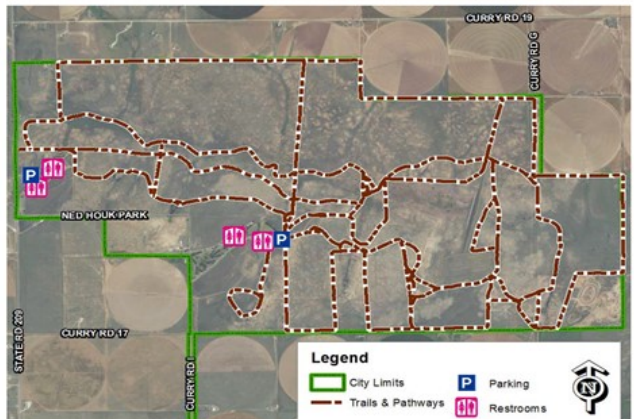 CURRY RD 19
CURRY RD G
P
NED HOUK PARK
P
STATE RD 209
CURRY RD 17
CURRY RD I
Legend
City Limits
Trails & Pathways
P Parking
Restrooms
N